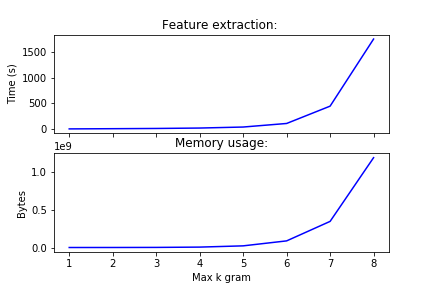 Feature extraction:
1500
1000
500
0
Time (s)
Memory usage:
1e9
1.0
0.5
0.0
Bytes
1 2 3 4 5 6 7 8
Max k gram